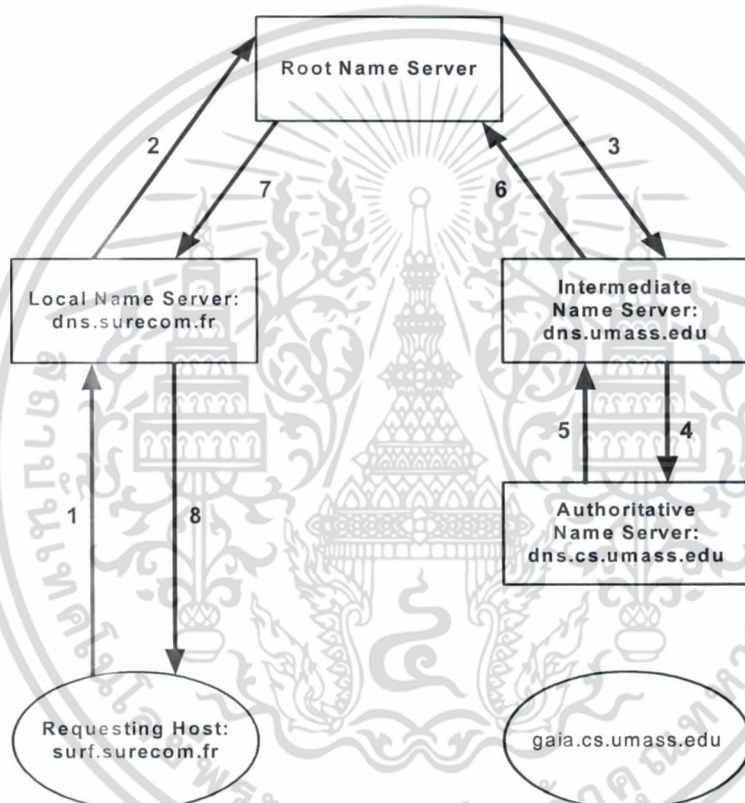 Root Name Server
2
3
7
6
Local Name Server:
dns.surecom.fr
Intermediate
Name Server:
dns.umass.edu
5
4
1
8
Authoritative
Name Server:
dns.cs.umass.edu
Requesting Host:
surf.surecom.fr
gaia.cs.umass.edu